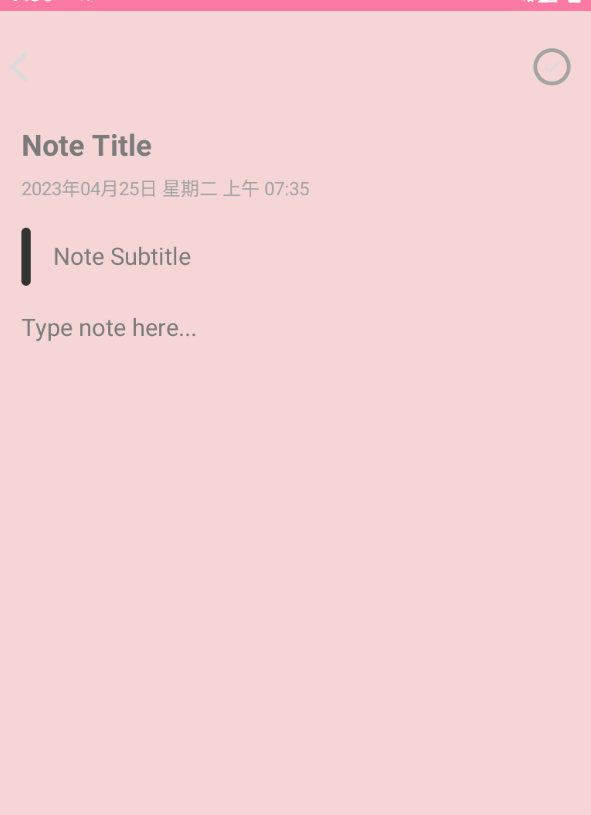 Note Title
2023年04月25日 星期二 上午 07:35
Note Subtitle
Type note here...